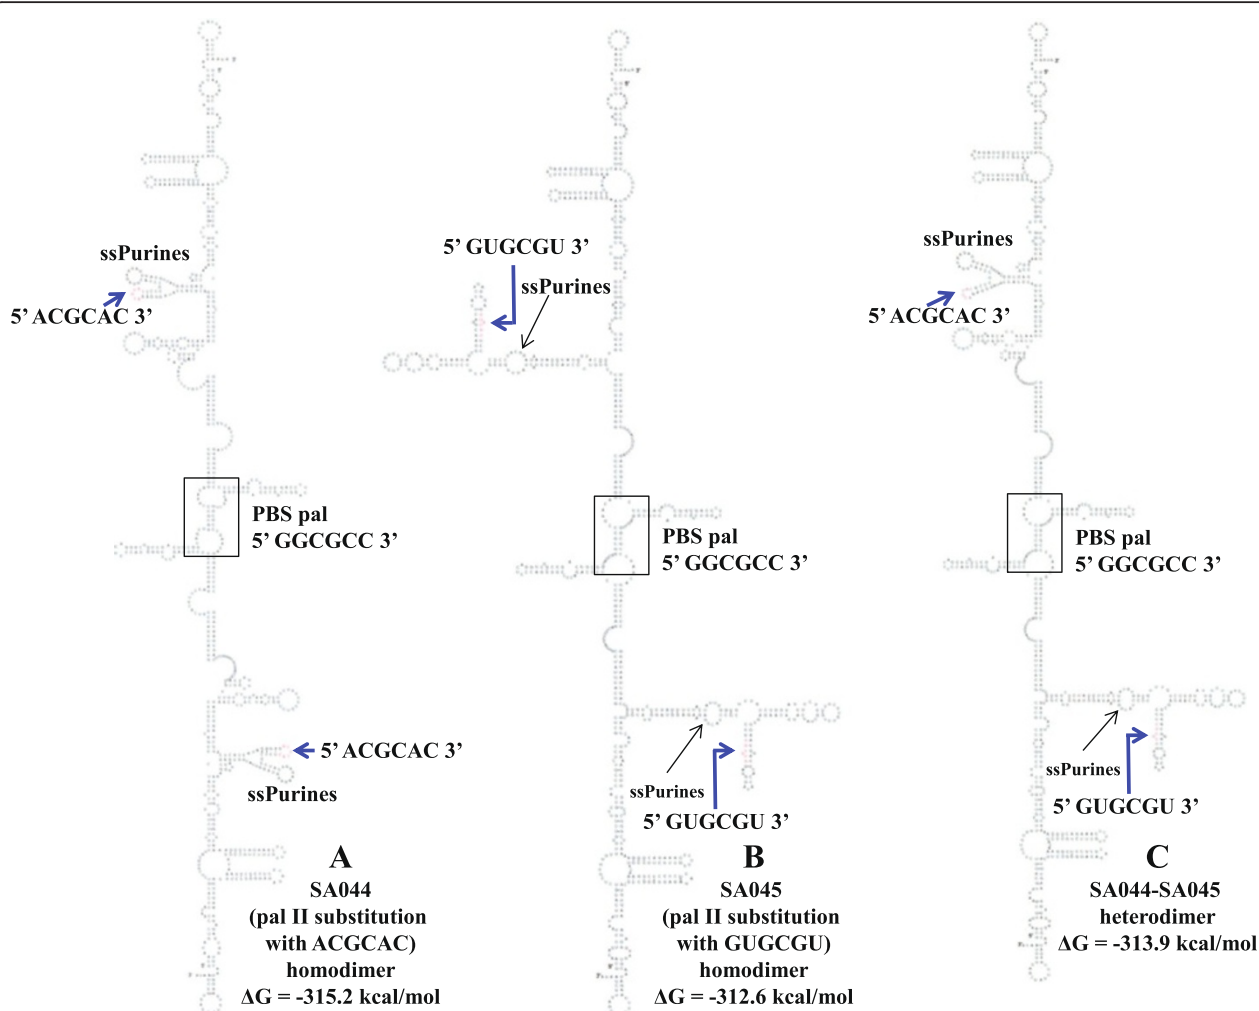 ssPurines
5’ ACGCAC 3’
PBS pal
5’ GGCGCC 3’
5’ ACGCAC 3’
ssPurines
A
SA044
(pal II substitution
with ACGCAC)
homodimer
ΔG = -315.2 kcal/mol
5’ GUGCGU 3’
ssPurines
PBS pal
5’ GGCGCC 3’
ssPurines
5’ GUGCGU 3’
B
SA045
(pal II substitution
with GUGCGU)
homodimer
ΔG = -312.6 kcal/mol
ssPurines
5’ ACGCAC 3’
PBS pal
5’ GGCGCC 3’
ssPurines
5’ GUGCGU 3’
C
SA044-SA045
heterodimer
ΔG = -313.9 kcal/mol